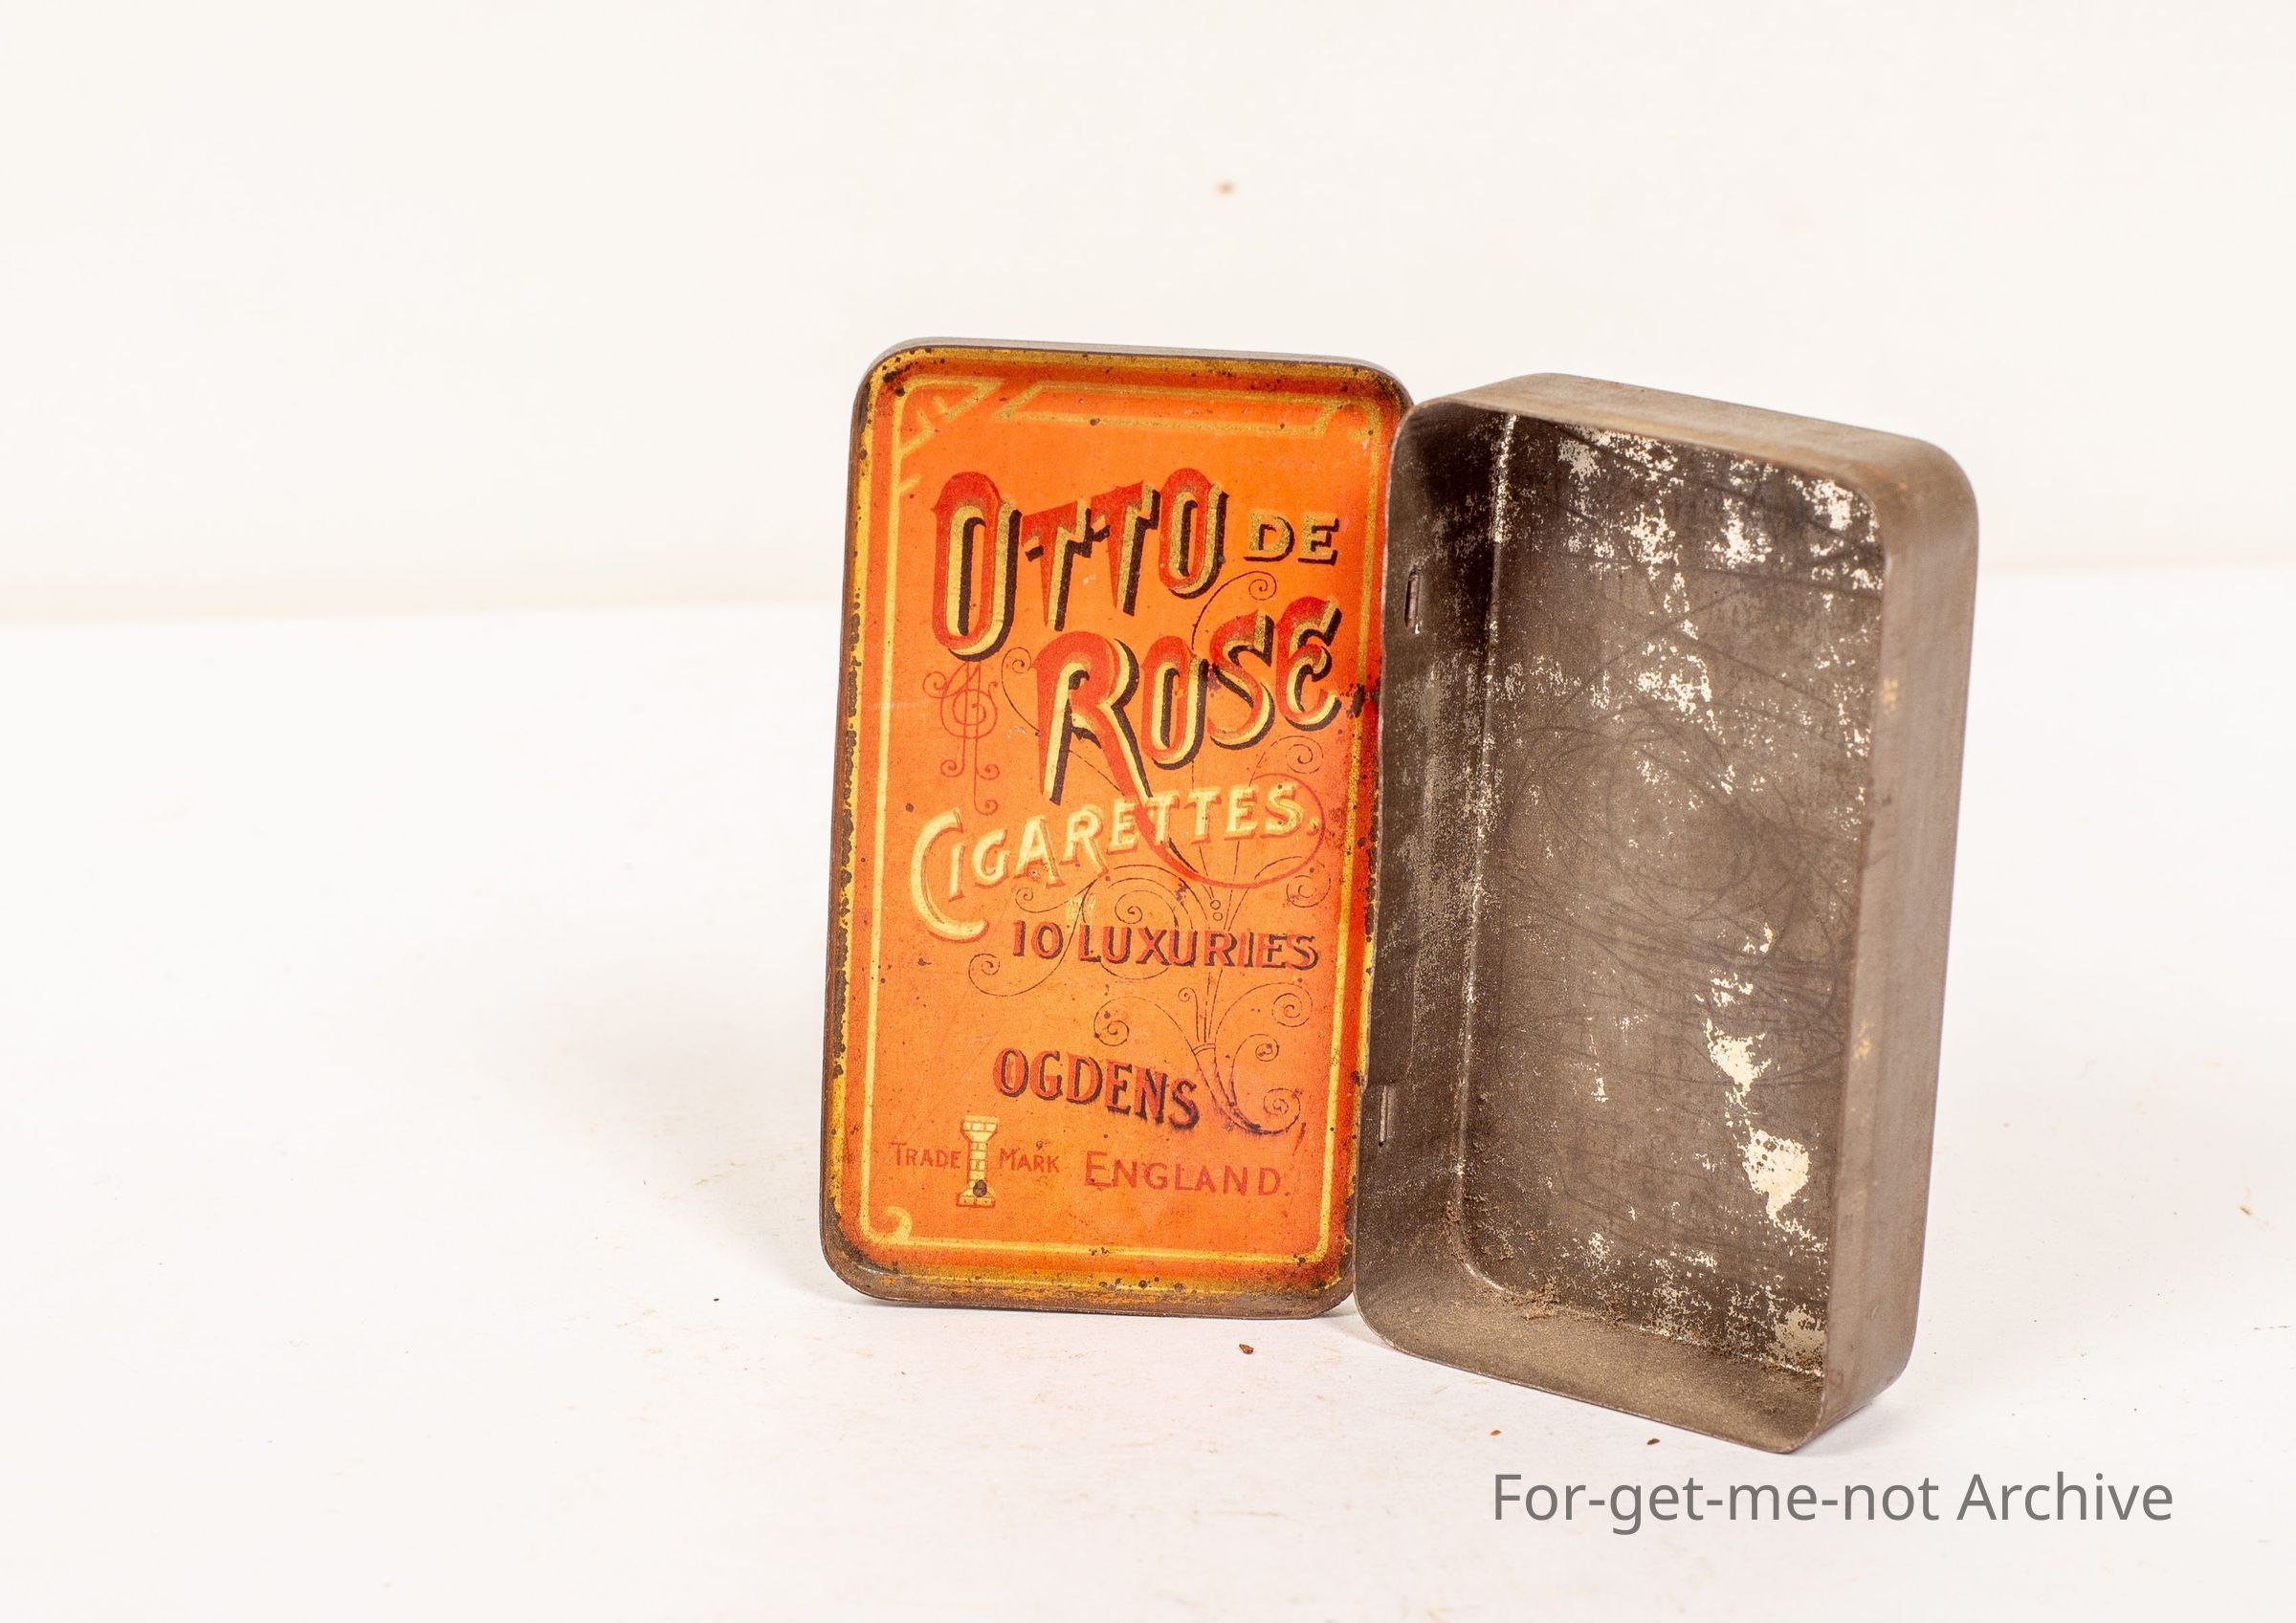 OTTO DE
ROSE,
CIGARETTES,
10 LUXURIES
OGDENS
TRADE MARK ENGLAND.
For-get-me-not Archive